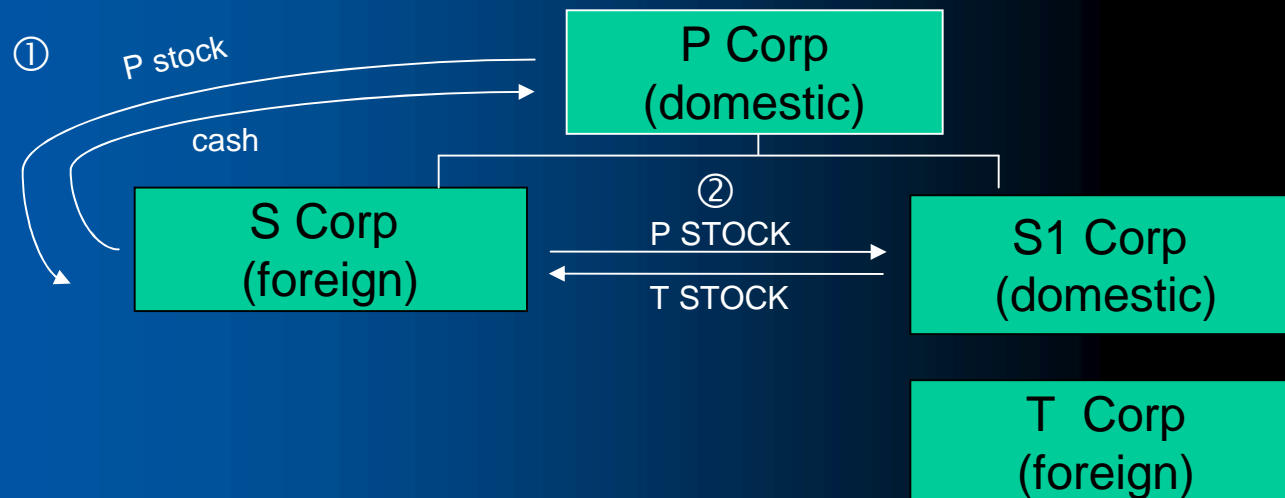 ①
P stock
cash
P Corp
(domestic)
②
P STOCK
T STOCK
S Corp
(foreign)
S1 Corp
(domestic)
T Corp
(foreign)